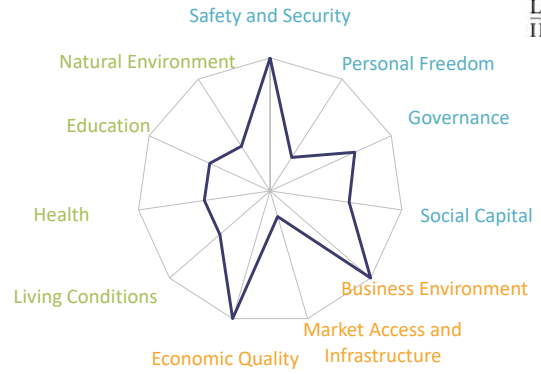 Safety and Security
Natural Environment
Personal Freedom
Education
Governance
Health
Social Capital
Living Conditions
Business Environment
Market Access and
Infrastructure
Economic Quality